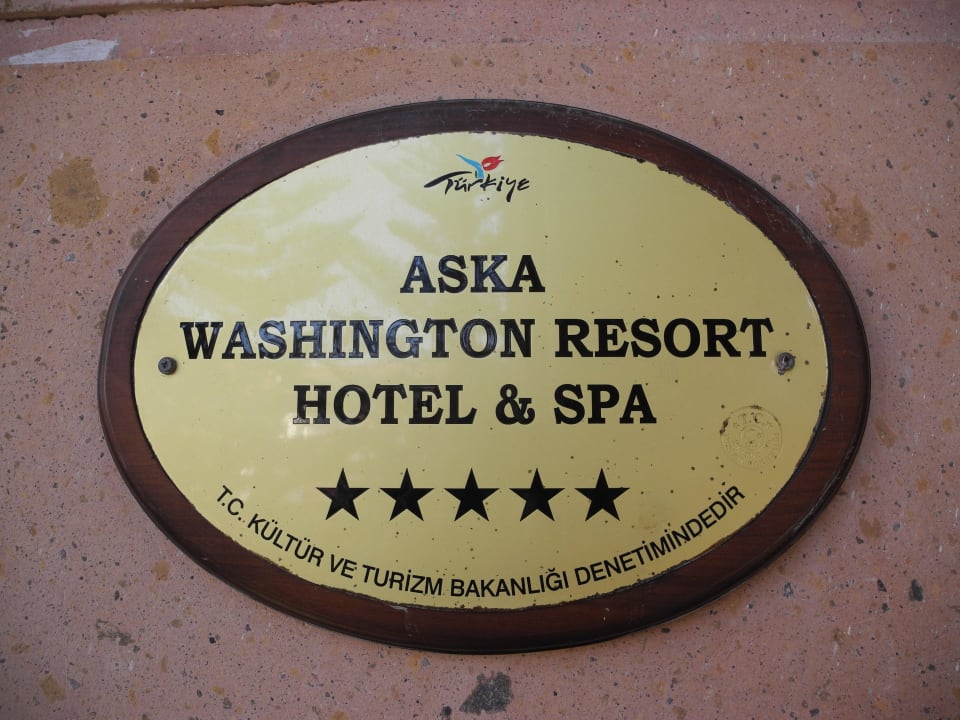 Türkiye
ASKA
WASHINGTON RESORT
HOTEL & SPA
★★★★★
T.C. KÜLTÜR VE TURİZM BAKANLIĞI DENETİMİNDEDİR